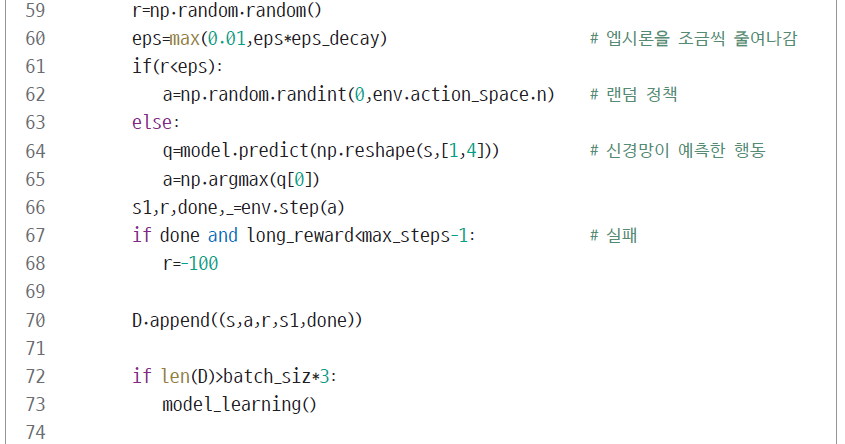 59 r=np.random.random()
60 eps=max(0.01,eps*eps_decay) # 엡시론을 조금씩 줄여나감
61 if(r<eps):
62 a=np.random.randint(0,env.action_space.n) # 랜덤 정책
63 else:
64 q=model.predict(np.reshape(s,[1,4])) # 신경망이 예측한 행동
65 a=np.argmax(q[0])
66 s1,r,done,_=env.step(a)
67 if done and long_reward<max_steps-1: # 실패
68 r=-100
69
70 D.append((s,a,r,s1,done))
71
72 if len(D)>batch_siz*3:
73 model_learning()
74